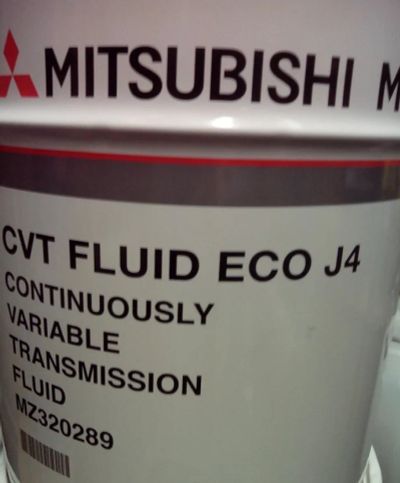 MITSUBISHI M
CVT FLUID ECO J4
CONTINUOUSLY
VARIABLE
TRANSMISSION
FLUID
MZ320289